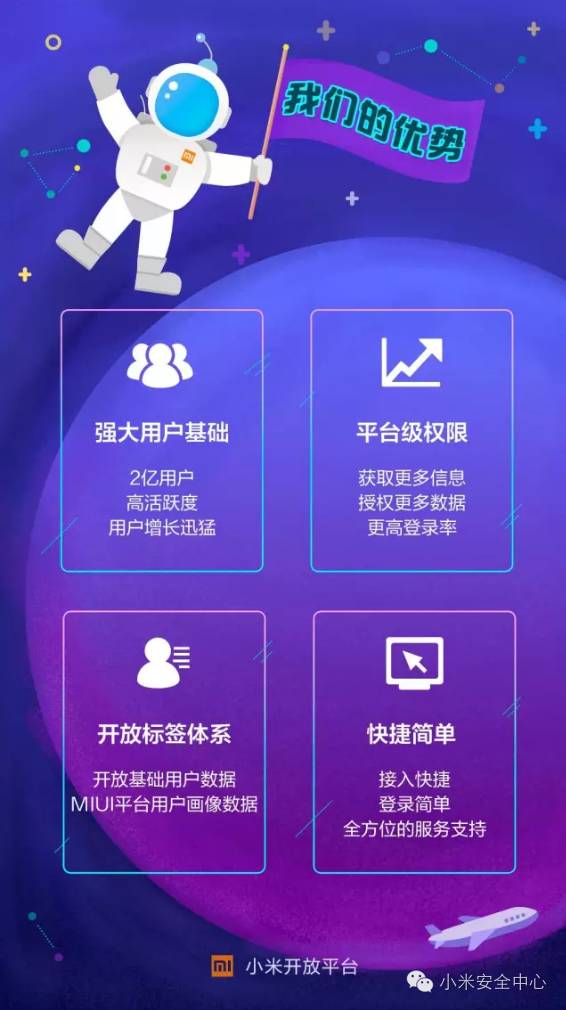 我们的优势
MI
强大用户基础
2亿用户
高活跃度
用户增长迅猛
平台级权限
获取更多信息
授权更多数据
更高登录率
开放标签体系
开放基础用户数据
MIUI平台用户画像数据
快捷简单
接入快捷
登录简单
全方位的服务支持
MI 小米开放平台
小米安全中心